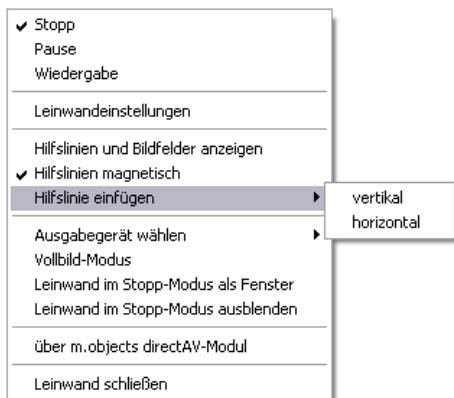 Stopp
Pause
Wiedergabe
Leinwandeinstellungen
Hilfslinien und Bildfelder anzeigen
Hilfslinien magnetisch
Hilfslinie einfügen
vertikal
horizontal
Ausgabegerät wählen
Vollbild-Modus
Leinwand im Stopp-Modus als Fenster
Leinwand im Stopp-Modus ausblenden
über m.objects directAV-Modul
Leinwand schließen